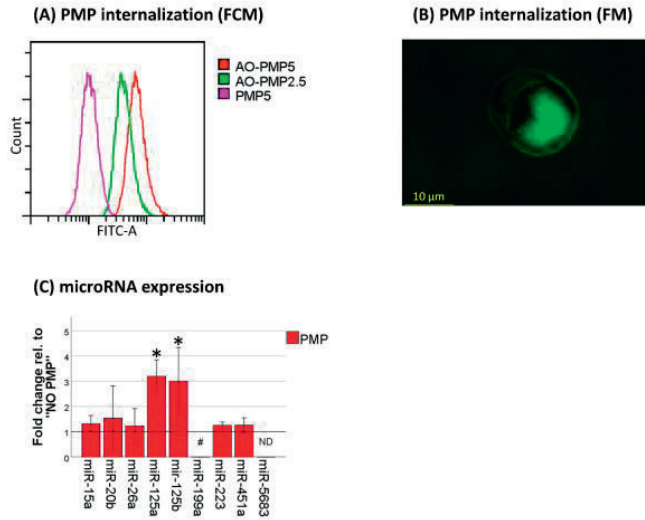 (A) PMP internalization (FCM)
Count
FITC-A
AO-PMP5
AO-PMP2.5
PMP5
(B) PMP internalization (FM)
10 µm
(C) microRNA expression
Fold change rel. to
"NO PMP"
5
4
3
2
1
0
*
*
#
ND
PMP
miR-15a
miR-20b
miR-26a
miR-125a
mir-125b
miR-199a
miR-223
miR-451a
miR-5683